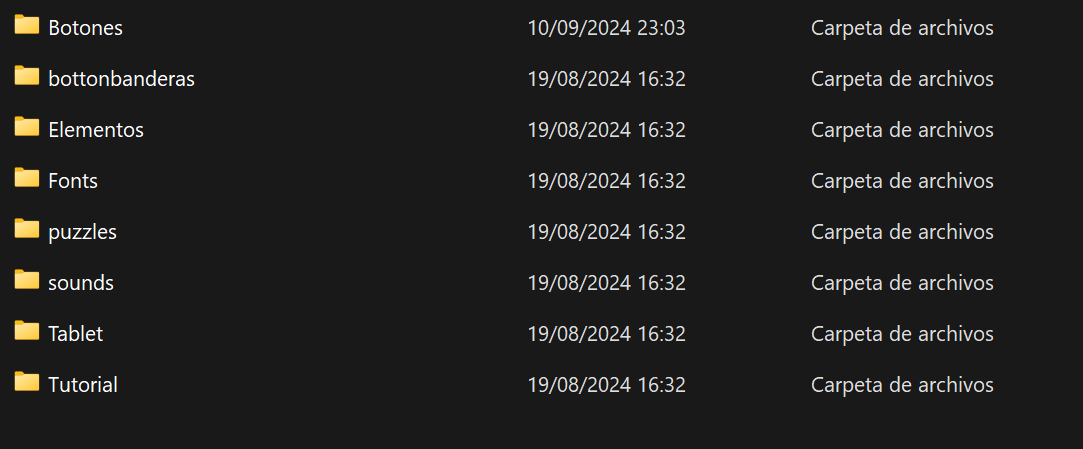 Botones 10/09/2024 23:03 Carpeta de archivos
bottonbanderas 19/08/2024 16:32 Carpeta de archivos
Elementos 19/08/2024 16:32 Carpeta de archivos
Fonts 19/08/2024 16:32 Carpeta de archivos
puzzles 19/08/2024 16:32 Carpeta de archivos
sounds 19/08/2024 16:32 Carpeta de archivos
Tablet 19/08/2024 16:32 Carpeta de archivos
Tutorial 19/08/2024 16:32 Carpeta de archivos